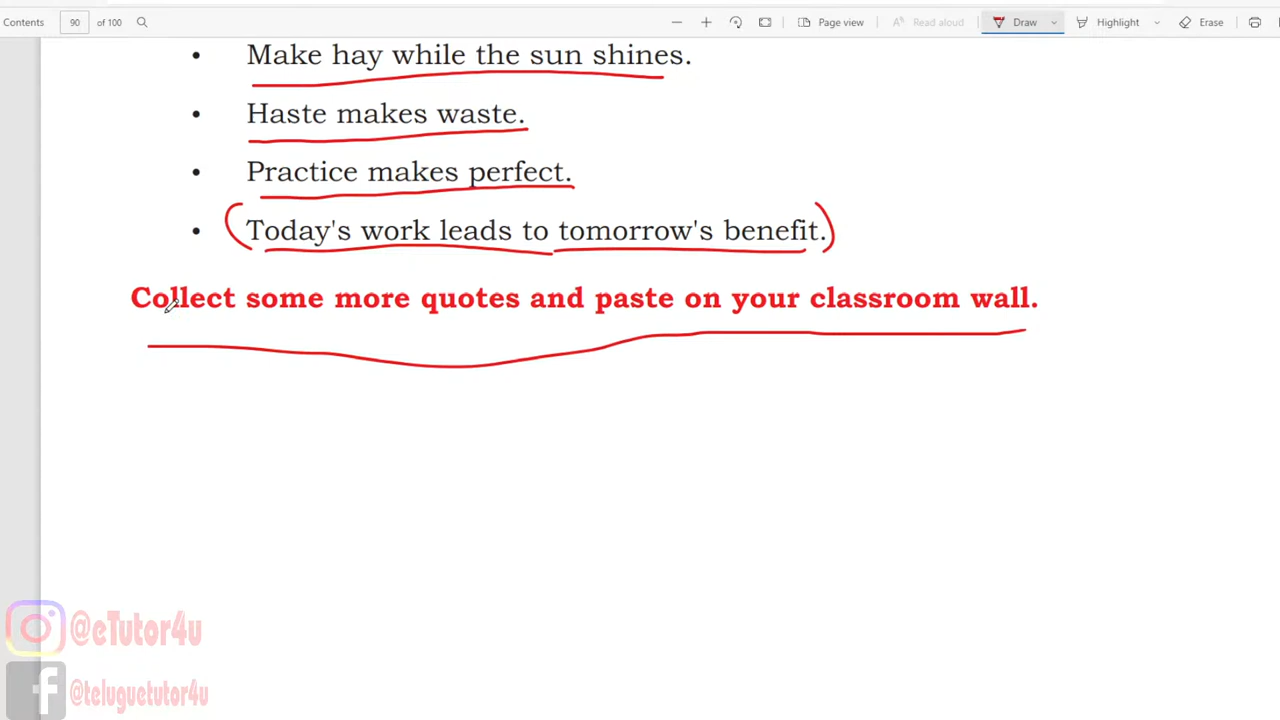 Contents 90 of 100 Page view Read aloud Draw Highlight Erase
• Make hay while the sun shines.
• Haste makes waste.
• Practice makes perfect.
• Today's work leads to tomorrow's benefit.
Collect some more quotes and paste on your classroom wall.
@eTutor4u
f @telugutetutor4u